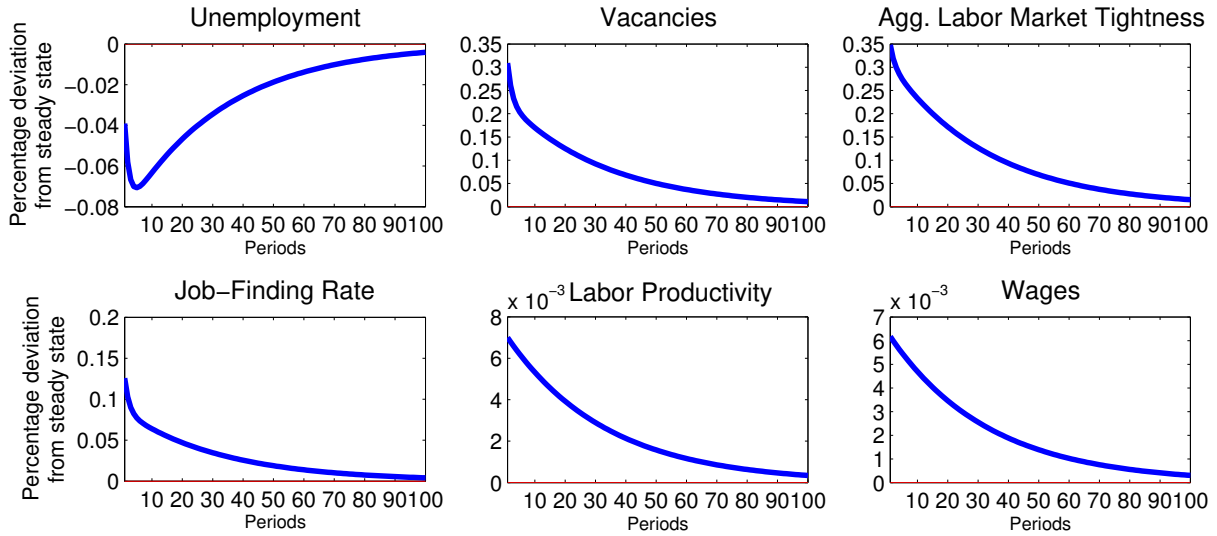 Unemployment
Percentage deviation
from steady state
0
−0.02
−0.04
−0.06
−0.08
10 20 30 40 50 60 70 80 90100
Periods
Vacancies
0.35
0.3
0.25
0.2
0.15
0.1
0.05
0
10 20 30 40 50 60 70 80 90100
Periods
Agg. Labor Market Tightness
0.35
0.3
0.25
0.2
0.15
0.1
0.05
0
10 20 30 40 50 60 70 80 90100
Periods
Job−Finding Rate
Percentage deviation
from steady state
0.2
0.15
0.1
0.05
0
10 20 30 40 50 60 70 80 90100
Periods
x 10⁻³ Labor Productivity
8
6
4
2
0
10 20 30 40 50 60 70 80 90100
Periods
x 10⁻³ Wages
7
6
5
4
3
2
1
0
10 20 30 40 50 60 70 80 90100
Periods